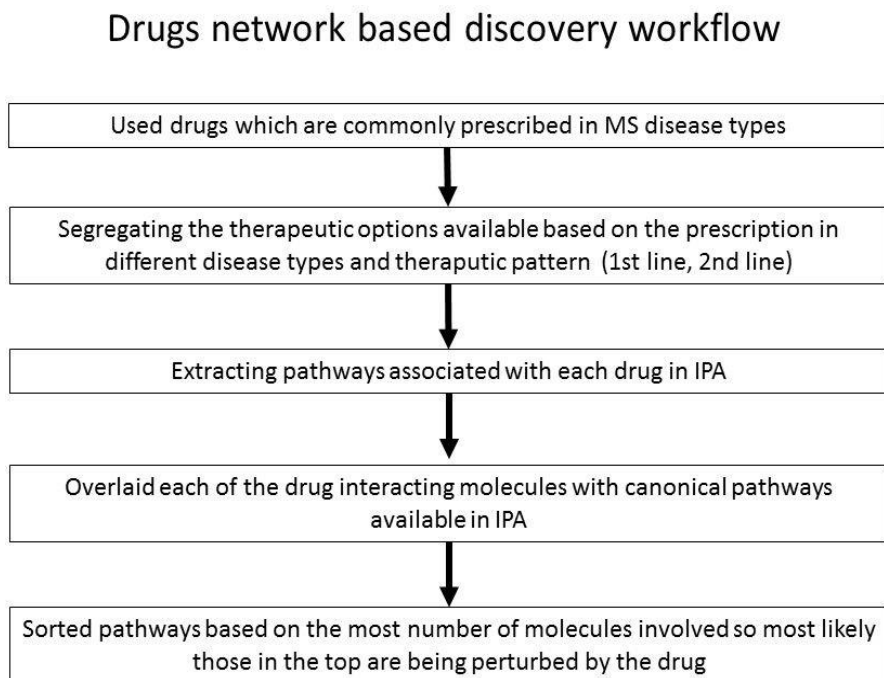 Drugs network based discovery workflow
Used drugs which are commonly prescribed in MS disease types
Segregating the therapeutic options available based on the prescription in
different disease types and theraputic pattern  (1st line, 2nd line)
Extracting pathways associated with each drug in IPA
Overlaid each of the drug interacting molecules with canonical pathways
available in IPA
Sorted pathways based on the most number of molecules involved so most likely
those in the top are being perturbed by the drug